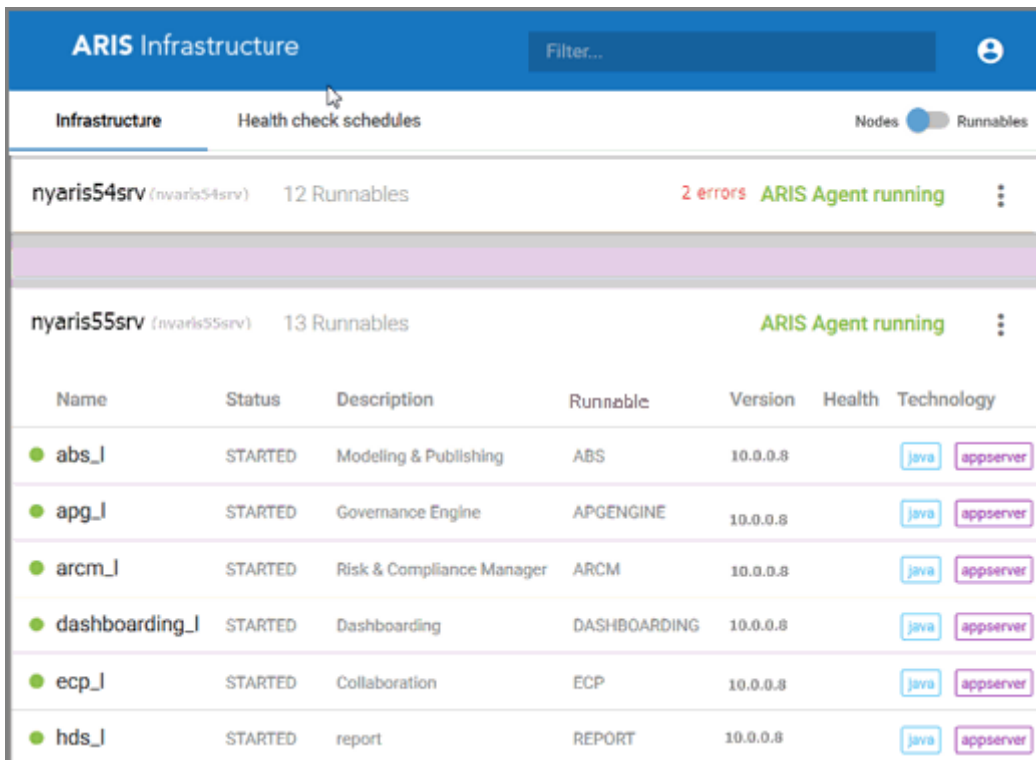 ARIS Infrastructure Filter...
Infrastructure Health check schedules Nodes Runnables
nyaris54srv (nyaris54srv) 12 Runnables 2 errors ARIS Agent running
nyaris55srv (nyaris55srv) 13 Runnables ARIS Agent running
Name Status Description Runnable Version Health Technology
abs_l STARTED Modeling & Publishing ABS 10.0.0.8 java appserver
apg_l STARTED Governance Engine APGENGINE 10.0.0.8 java appserver
arcm_l STARTED Risk & Compliance Manager ARCM 10.0.0.8 java appserver
dashboarding_l STARTED Dashboarding DASHBOARDING 10.0.0.8 java appserver
ecp_l STARTED Collaboration ECP 10.0.0.8 java appserver
hds_l STARTED report REPORT 10.0.0.8 java appserver